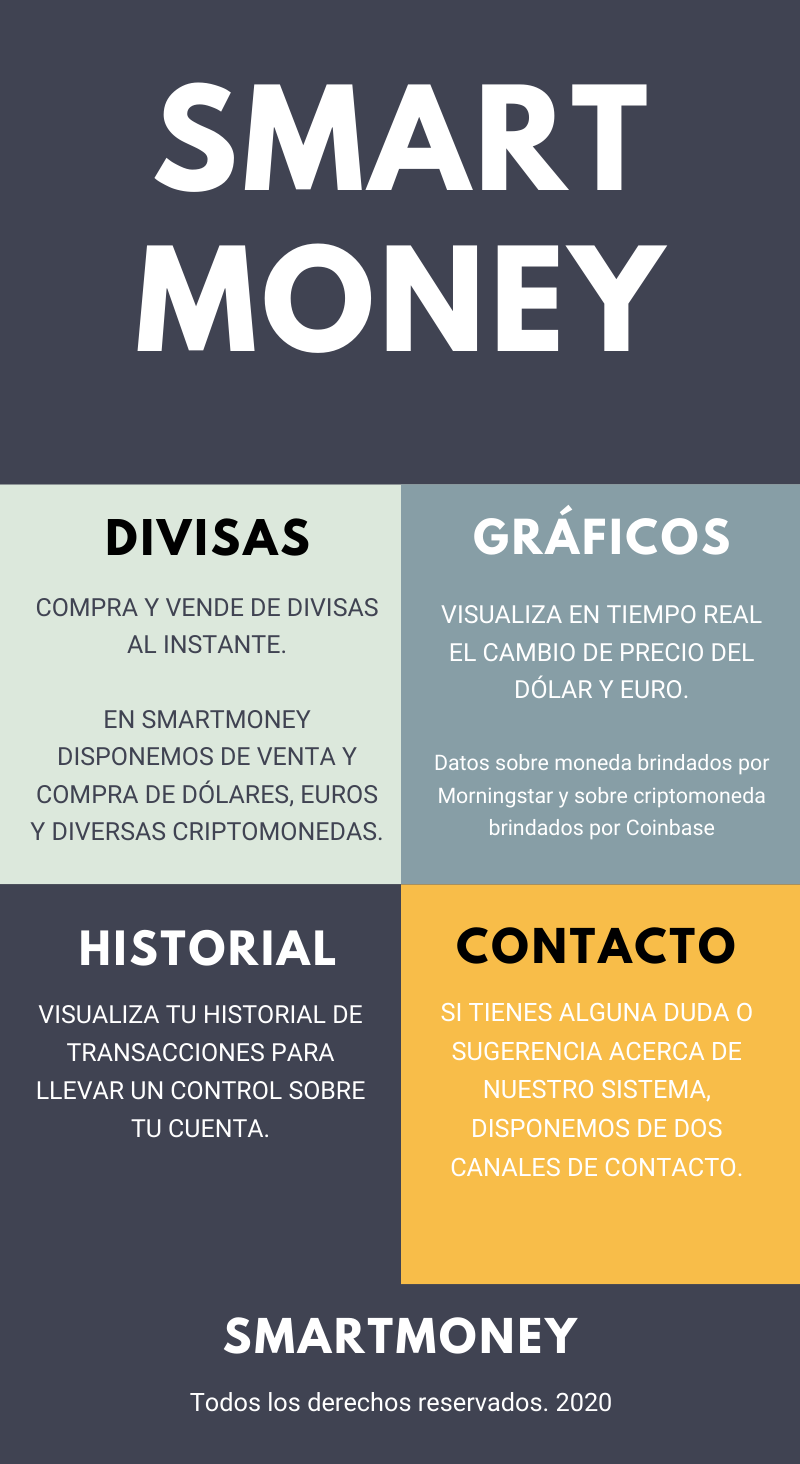 SMART
MONEY
DIVISAS
COMPRA Y VENDE DE DIVISAS
AL INSTANTE.
EN SMARTMONEY
DISPONEMOS DE VENTA Y
COMPRA DE DÓLARES, EUROS
Y DIVERSAS CRIPTOMONEDAS.
GRÁFICOS
VISUALIZA EN TIEMPO REAL
EL CAMBIO DE PRECIO DEL
DÓLAR Y EURO.
Datos sobre moneda brindados por
Morningstar y sobre criptomoneda
brindados por Coinbase
HISTORIAL
VISUALIZA TU HISTORIAL DE
TRANSACCIONES PARA
LLEVAR UN CONTROL SOBRE
TU CUENTA.
CONTACTO
SI TIENES ALGUNA DUDA O
SUGERENCIA ACERCA DE
NUESTRO SISTEMA,
DISPONEMOS DE DOS
CANALES DE CONTACTO.
SMARTMONEY
Todos los derechos reservados. 2020